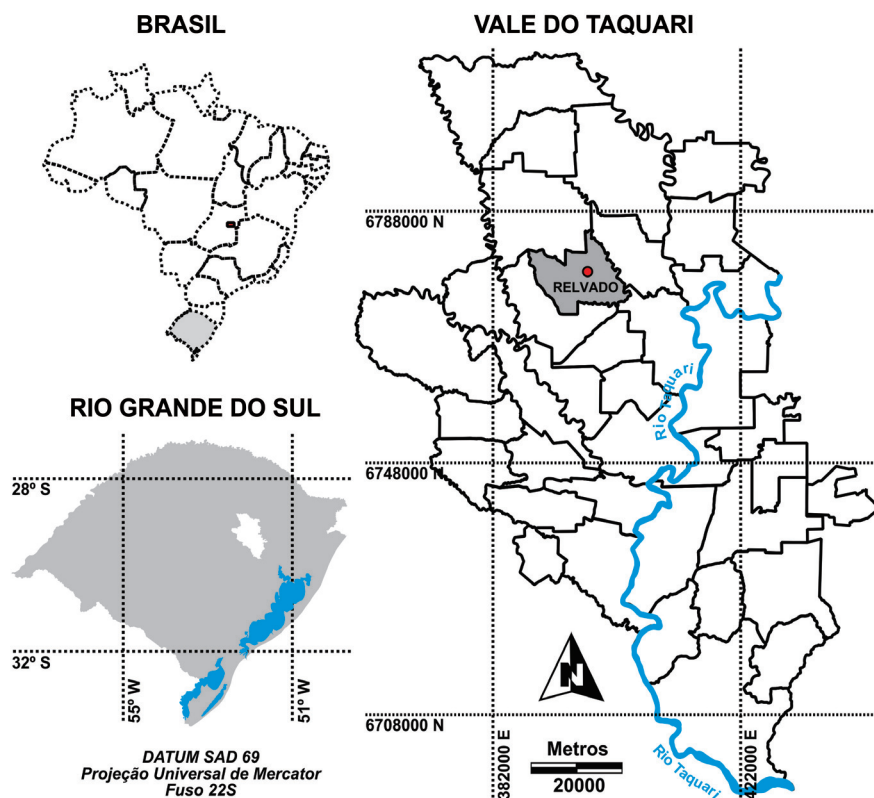 BRASIL
VALE DO TAQUARI
6788000 N
RELVADO
Rio Taquari
RIO GRANDE DO SUL
28º S
6748000 N
32º S
55º W
51º W
N
6708000 N
DATUM SAD 69
Projeção Universal de Mercator
Fuso 22S
382000 E
Metros
20000
Rio Taquari
422000 E